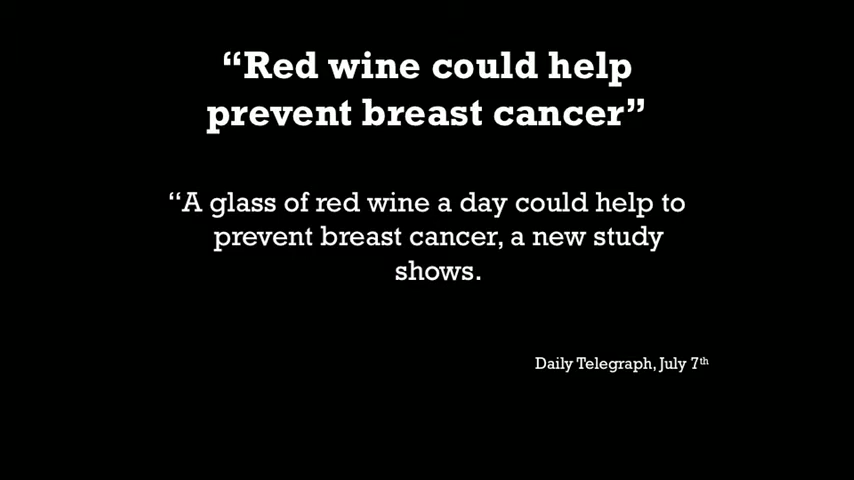 “Red wine could help
prevent breast cancer”
“A glass of red wine a day could help to
prevent breast cancer, a new study
shows.
Daily Telegraph, July 7th